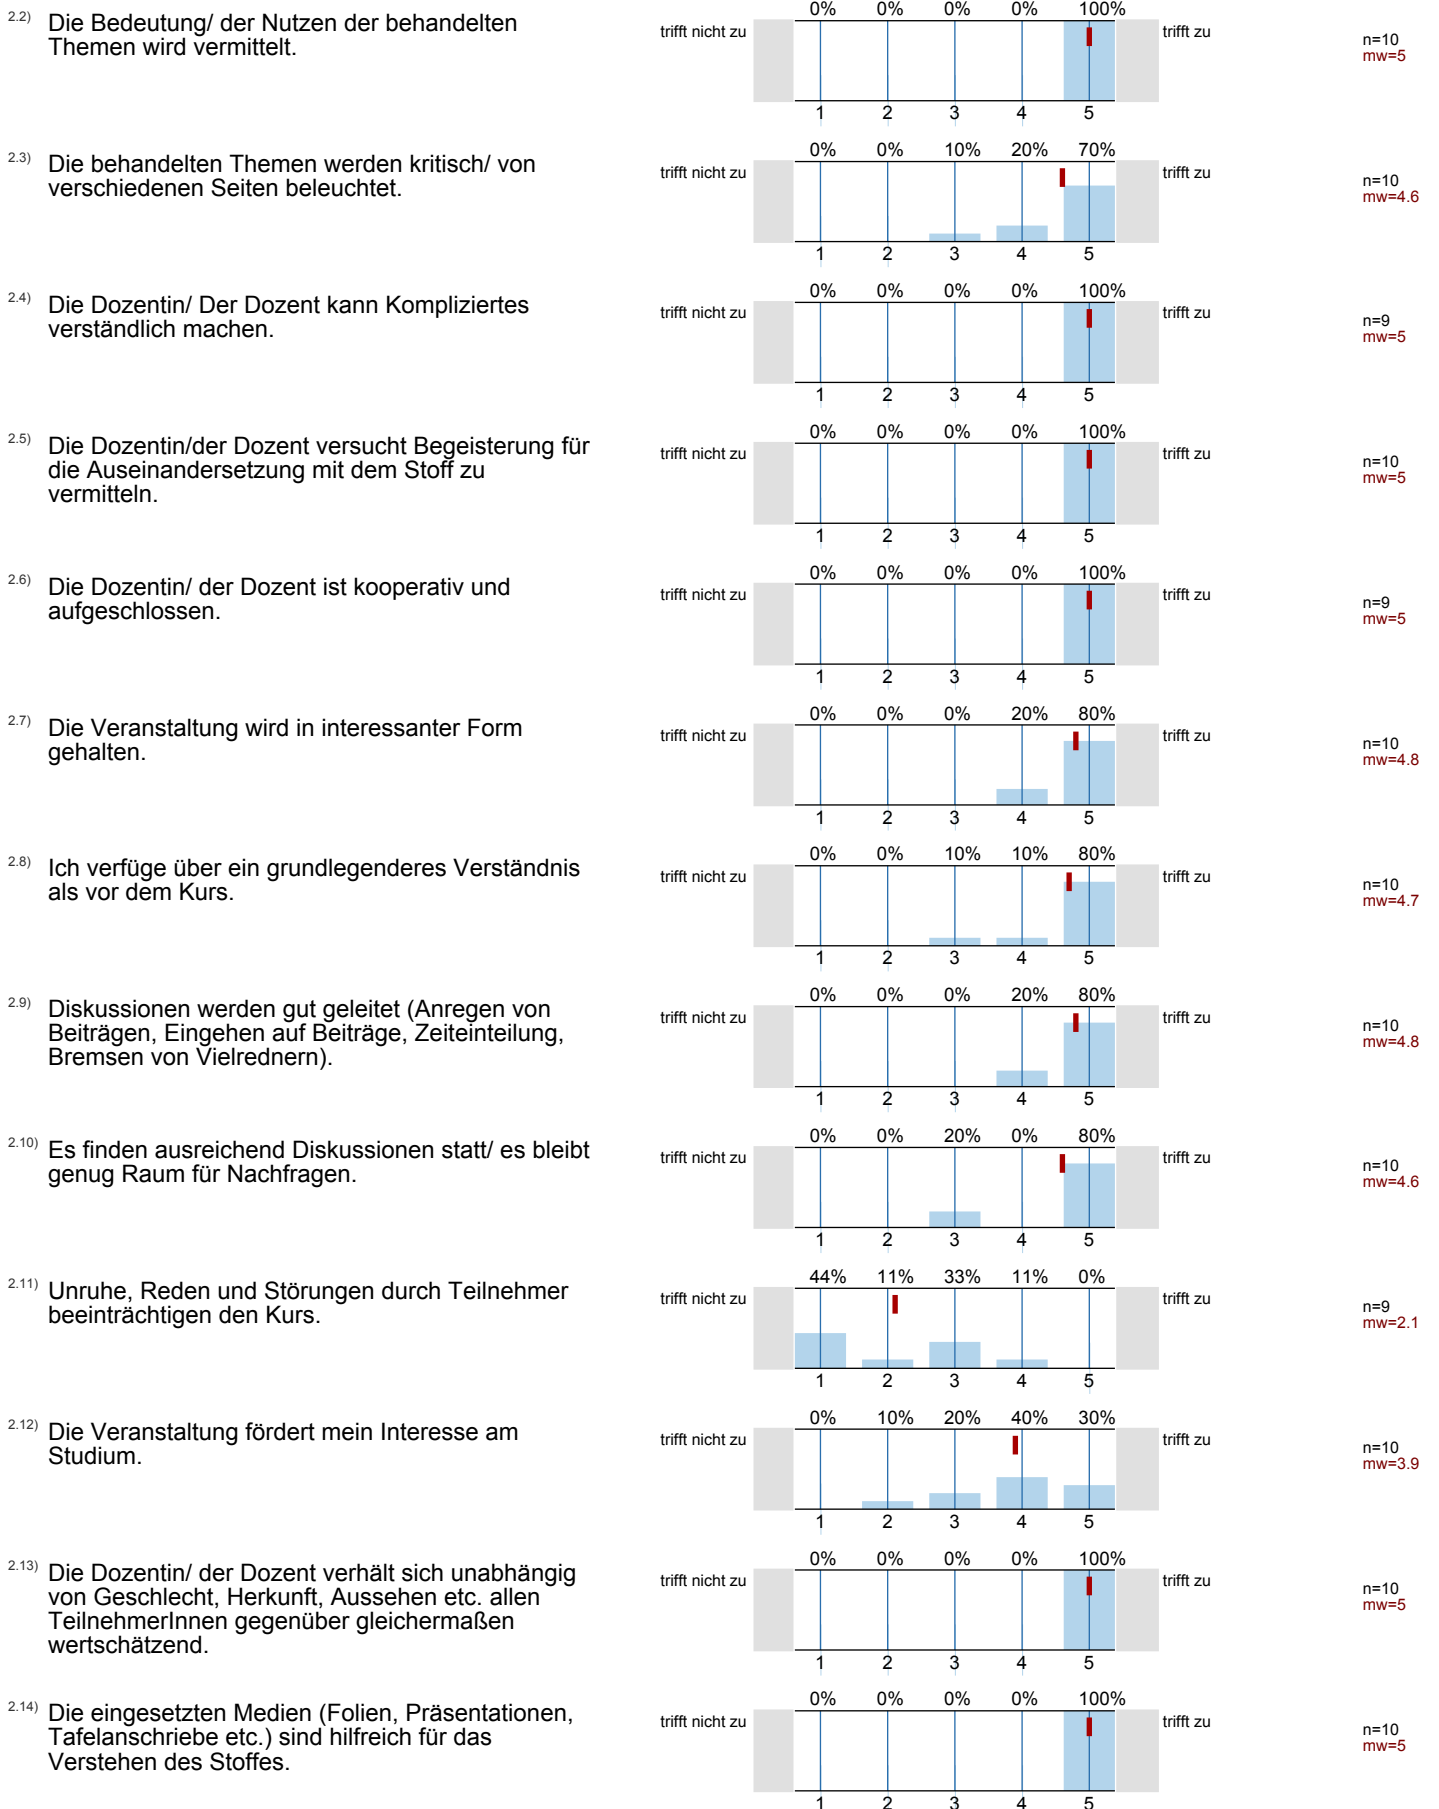 0% 0% 0% 0% 100%
2.2) Die Bedeutung/ der Nutzen der behandelten
Themen wird vermittelt.
trifft nicht zu trifft zu
n=10
mw=5
1 2 3 4 5
0% 0% 10% 20% 70%
2.3) Die behandelten Themen werden kritisch/ von
verschiedenen Seiten beleuchtet.
trifft nicht zu trifft zu
n=10
mw=4.6
1 2 3 4 5
0% 0% 0% 0% 100%
2.4) Die Dozentin/ Der Dozent kann Kompliziertes
verständlich machen.
trifft nicht zu trifft zu
n=9
mw=5
1 2 3 4 5
0% 0% 0% 0% 100%
2.5) Die Dozentin/der Dozent versucht Begeisterung für
die Auseinandersetzung mit dem Stoff zu
vermitteln.
trifft nicht zu trifft zu
n=10
mw=5
1 2 3 4 5
0% 0% 0% 0% 100%
2.6) Die Dozentin/ der Dozent ist kooperativ und
aufgeschlossen.
trifft nicht zu trifft zu
n=9
mw=5
1 2 3 4 5
0% 0% 0% 20% 80%
2.7) Die Veranstaltung wird in interessanter Form
gehalten.
trifft nicht zu trifft zu
n=10
mw=4.8
1 2 3 4 5
0% 0% 10% 10% 80%
2.8) Ich verfüge über ein grundlegenderes Verständnis
als vor dem Kurs.
trifft nicht zu trifft zu
n=10
mw=4.7
1 2 3 4 5
0% 0% 0% 20% 80%
2.9) Diskussionen werden gut geleitet (Anregen von
Beiträgen, Eingehen auf Beiträge, Zeiteinteilung,
Bremsen von Vielrednern).
trifft nicht zu trifft zu
n=10
mw=4.8
1 2 3 4 5
0% 0% 20% 0% 80%
2.10) Es finden ausreichend Diskussionen statt/ es bleibt
genug Raum für Nachfragen.
trifft nicht zu trifft zu
n=10
mw=4.6
1 2 3 4 5
44% 11% 33% 11% 0%
2.11) Unruhe, Reden und Störungen durch Teilnehmer
beeinträchtigen den Kurs.
trifft nicht zu trifft zu
n=9
mw=2.1
1 2 3 4 5
0% 10% 20% 40% 30%
2.12) Die Veranstaltung fördert mein Interesse am
Studium.
trifft nicht zu trifft zu
n=10
mw=3.9
1 2 3 4 5
0% 0% 0% 0% 100%
2.13) Die Dozentin/ der Dozent verhält sich unabhängig
von Geschlecht, Herkunft, Aussehen etc. allen
TeilnehmerInnen gegenüber gleichermaßen
wertschätzend.
trifft nicht zu trifft zu
n=10
mw=5
1 2 3 4 5
0% 0% 0% 0% 100%
2.14) Die eingesetzten Medien (Folien, Präsentationen,
Tafelanschriebe etc.) sind hilfreich für das
Verstehen des Stoffes.
trifft nicht zu trifft zu
n=10
mw=5
1 2 3 4 5